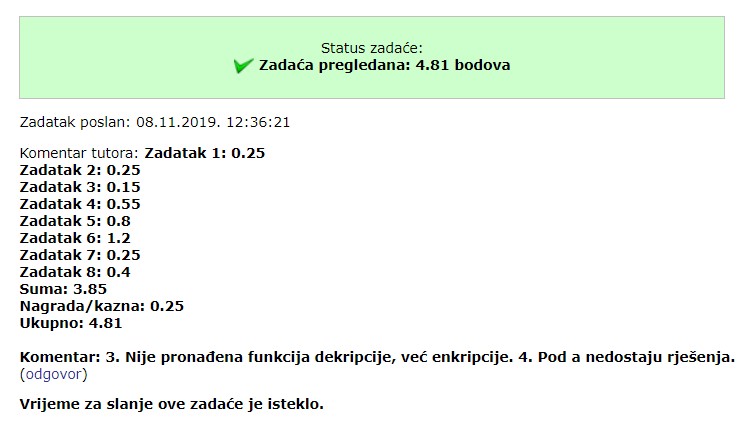 Status zadaće:
Zadaća pregledana: 4.81 bodova
Zadatak poslan: 08.11.2019. 12:36:21
Komentar tutora: Zadatak 1: 0.25
Zadatak 2: 0.25
Zadatak 3: 0.15
Zadatak 4: 0.55
Zadatak 5: 0.8
Zadatak 6: 1.2
Zadatak 7: 0.25
Zadatak 8: 0.4
Suma: 3.85
Nagrada/kazna: 0.25
Ukupno: 4.81
Komentar: 3. Nije pronađena funkcija dekripcije, već enkripcije. 4. Pod a nedostaju rješenja.
(odgovor)
Vrijeme za slanje ove zadaće je isteklo.